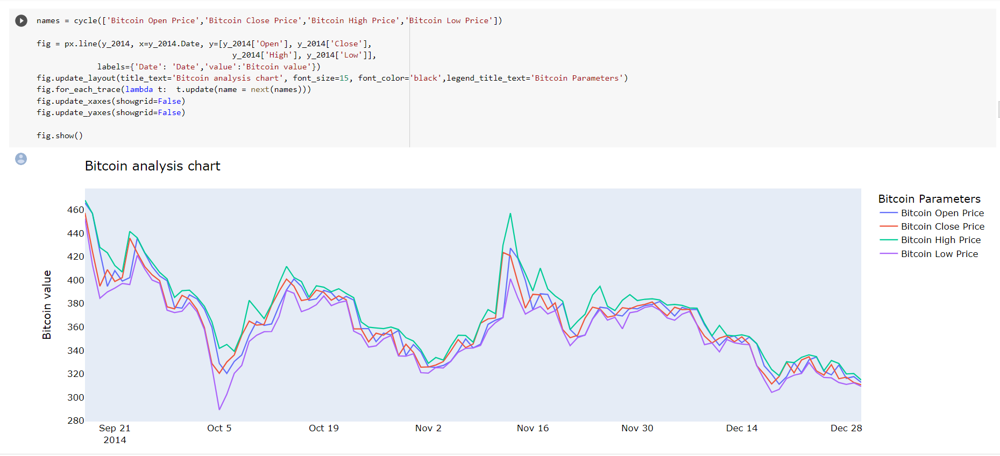 names = cycle(['Bitcoin Open Price','Bitcoin Close Price','Bitcoin High Price','Bitcoin Low Price'])
fig = px.line(y_2014, x=y_2014.Date, y=[y_2014['Open'], y_2014['Close'],
y_2014['High'], y_2014['Low']],
labels={'Date': 'Date','value':'Bitcoin value'})
fig.update_layout(title_text='Bitcoin analysis chart', font_size=15, font_color='black',legend_title_text='Bitcoin Parameters')
fig.for_each_trace(lambda t:  t.update(name = next(names)))
fig.update_xaxes(showgrid=False)
fig.update_yaxes(showgrid=False)
fig.show()
Bitcoin analysis chart
Bitcoin value
460
440
420
400
380
360
340
320
300
280
Sep 21
2014
Oct 5
Oct 19
Nov 2
Nov 16
Nov 30
Dec 14
Dec 28
Bitcoin Parameters
Bitcoin Open Price
Bitcoin Close Price
Bitcoin High Price
Bitcoin Low Price